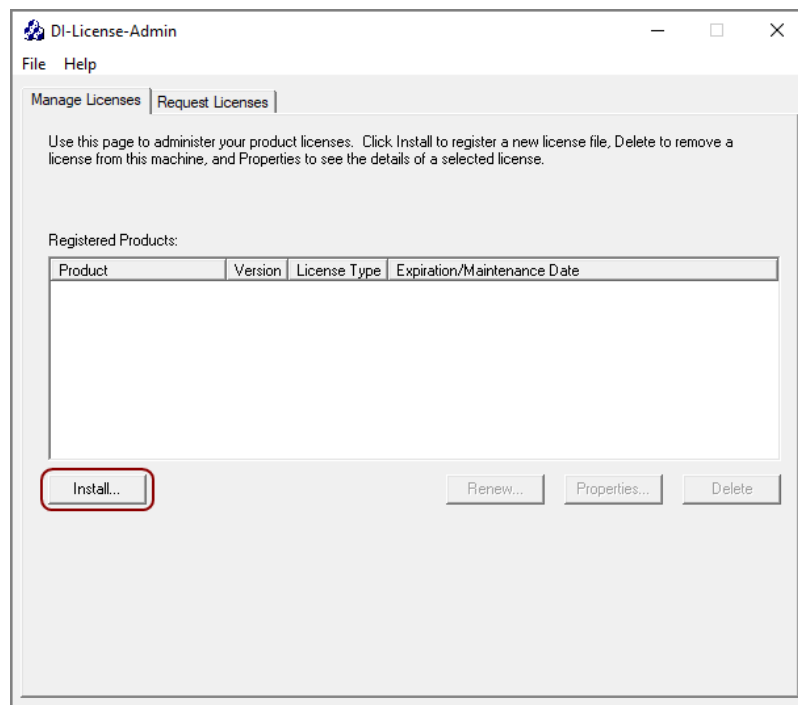 DI-License-Admin
File Help
Manage Licenses Request Licenses
Use this page to administer your product licenses. Click Install to register a new license file, Delete to remove a
license from this machine, and Properties to see the details of a selected license.
Registered Products:
Product Version License Type Expiration/Maintenance Date
Install... Renew... Properties... Delete